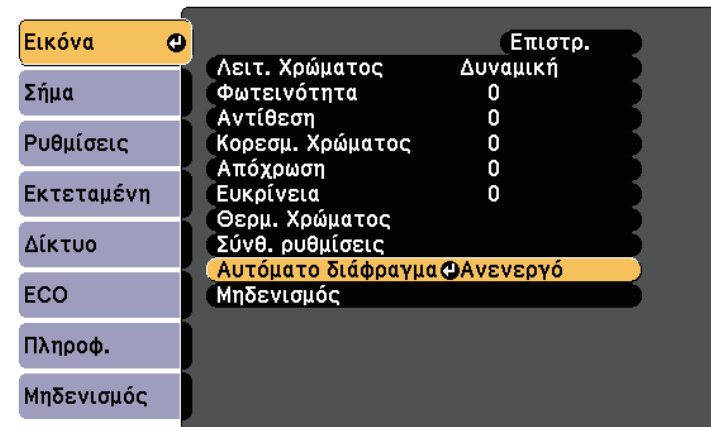 Εικόνα
Σήμα
Ρυθμίσεις
Εκτεταμένη
Δίκτυο
ECO
Πληροφ.
Μηδενισμός
Επιστρ.
Λειτ. Χρώματος Δυναμική
Φωτεινότητα 0
Αντίθεση 0
Κορεσμ. Χρώματος 0
Απόχρωση 0
Ευκρίνεια 0
Θερμ. Χρώματος
Σύνθ. ρυθμίσεις
Αυτόματο διάφραγμα Ανενεργό
Μηδενισμός